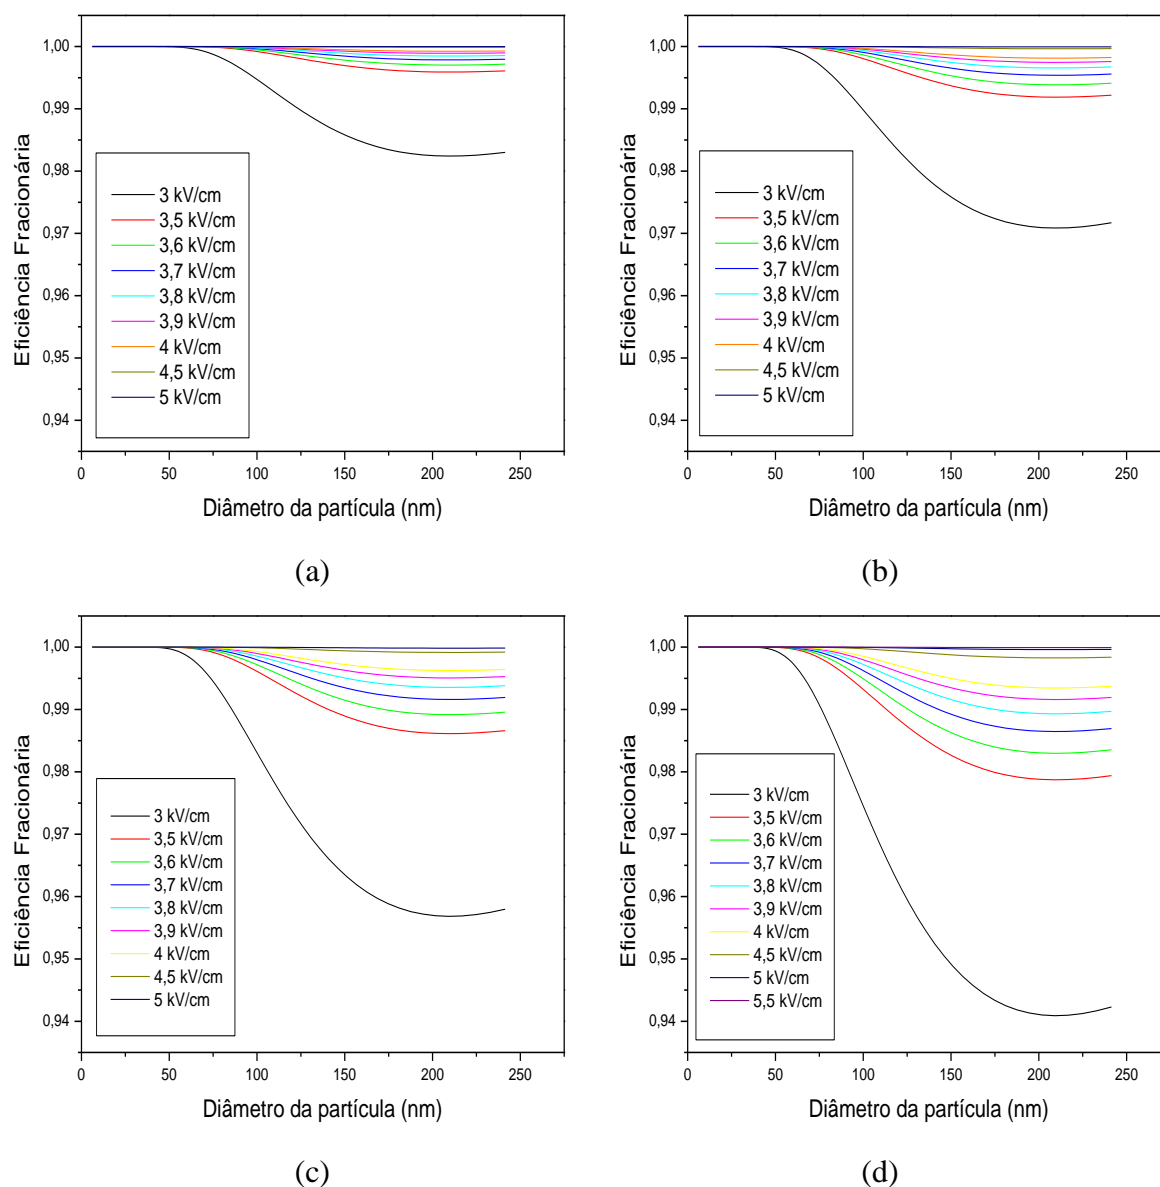 1,00
0,99
0,98
0,97
0,96
0,95
0,94
Eficiência Fracionária
3 kV/cm
3,5 kV/cm
3,6 kV/cm
3,7 kV/cm
3,8 kV/cm
3,9 kV/cm
4 kV/cm
4,5 kV/cm
5 kV/cm
0 50 100 150 200 250
Diâmetro da partícula (nm)
(a)
1,00
0,99
0,98
0,97
0,96
0,95
0,94
Eficiência Fracionária
3 kV/cm
3,5 kV/cm
3,6 kV/cm
3,7 kV/cm
3,8 kV/cm
3,9 kV/cm
4 kV/cm
4,5 kV/cm
5 kV/cm
0 50 100 150 200 250
Diâmetro da partícula (nm)
(b)
1,00
0,99
0,98
0,97
0,96
0,95
0,94
Eficiência Fracionária
3 kV/cm
3,5 kV/cm
3,6 kV/cm
3,7 kV/cm
3,8 kV/cm
3,9 kV/cm
4 kV/cm
4,5 kV/cm
5 kV/cm
0 50 100 150 200 250
Diâmetro da partícula (nm)
(c)
1,00
0,99
0,98
0,97
0,96
0,95
0,94
Eficiência Fracionária
3 kV/cm
3,5 kV/cm
3,6 kV/cm
3,7 kV/cm
3,8 kV/cm
3,9 kV/cm
4 kV/cm
4,5 kV/cm
5 kV/cm
5,5 kV/cm
0 50 100 150 200 250
Diâmetro da partícula (nm)
(d)